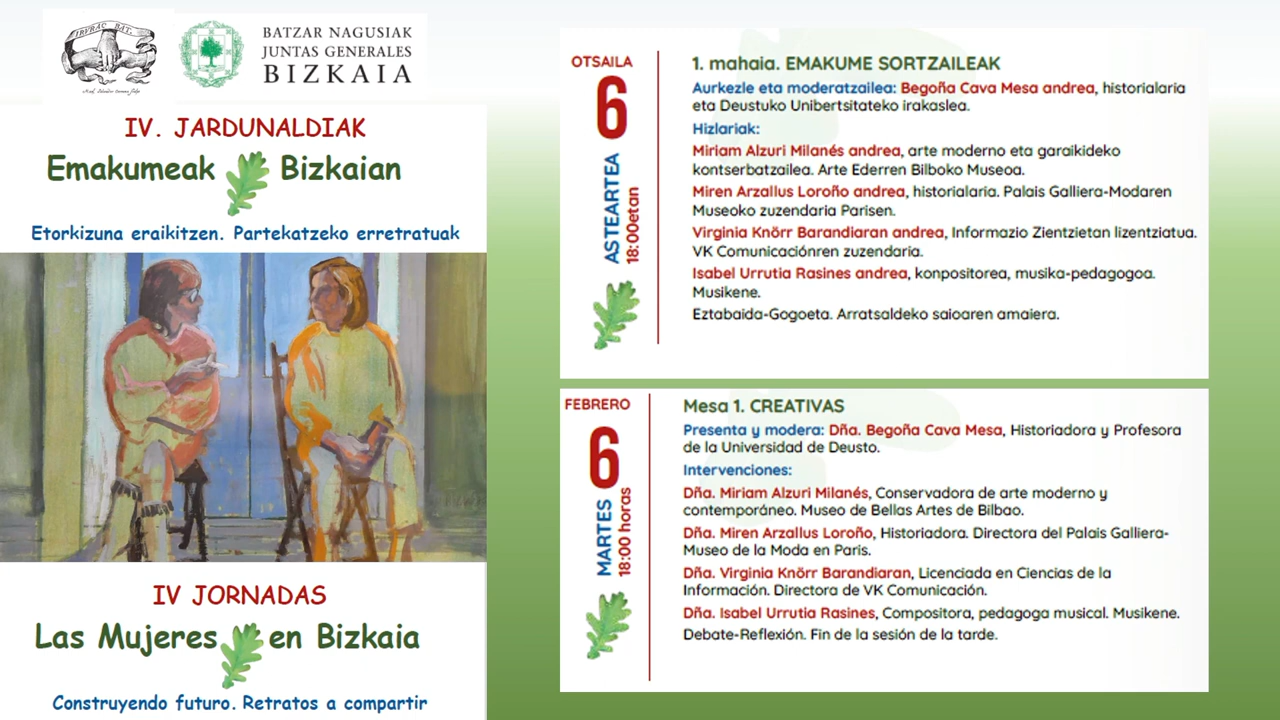 IRVRAC BAT.
BATZAR NAGUSIAK
JUNTAS GENERALES
BIZKAIA
IV. JARDUNALDIAK
Emakumeak Bizkaian
Etorkizuna eraikitzen. Partekatzeko erretratuak
IV JORNADAS
Las Mujeres en Bizkaia
Construyendo futuro. Retratos a compartir
OTSAILA
6
ASTEARTEA
18:00etan
1. mahaia. EMAKUME SORTZAILEAK
Aurkezle eta moderatzailea: Begoña Cava Mesa andrea, historialaria
eta Deustuko Unibertsitateko irakaslea.
Hizlariak:
Miriam Alzuri Milanés andrea, arte moderno eta garaikideko
kontserbatzailea. Arte Ederren Bilboko Museoa.
Miren Arzallus Loroño andrea, historialaria. Palais Galliera-Modaren
Museoko zuzendaria Parisen.
Virginia Knörr Barandiaran andrea, Informazio Zientzietan lizentziatua.
VK Comunicaciónren zuzendaria.
Isabel Urrutia Rasines andrea, konpositorea, musika-pedagogoa.
Musikene.
Eztabaida-Gogoeta. Arratsaldeko saioaren amaiera.
FEBRERO
6
MARTES
18:00 horas
Mesa 1. CREATIVAS
Presenta y modera: Dña. Begoña Cava Mesa, Historiadora y Profesora
de la Universidad de Deusto.
Intervenciones:
Dña. Miriam Alzuri Milanés, Conservadora de arte moderno y
contemporáneo. Museo de Bellas Artes de Bilbao.
Dña. Miren Arzallus Loroño, Historiadora. Directora del Palais Galliera-
Museo de la Moda en Paris.
Dña. Virginia Knörr Barandiaran, Licenciada en Ciencias de la
Información. Directora de VK Comunicación.
Dña. Isabel Urrutia Rasines, Compositora, pedagoga musical. Musikene.
Debate-Reflexión. Fin de la sesión de la tarde.